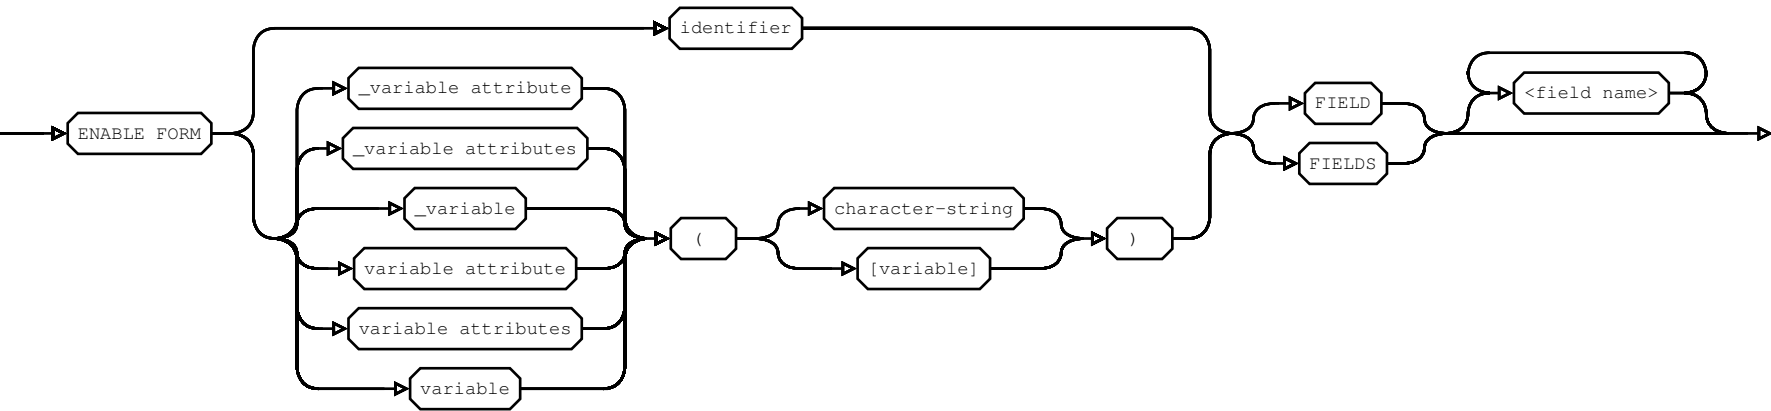 identifier
_variable attribute
<field name>
FIELD
ENABLE FORM
_variable attributes
FIELDS
_variable
character-string
(
)
variable attribute
[variable]
variable attributes
variable